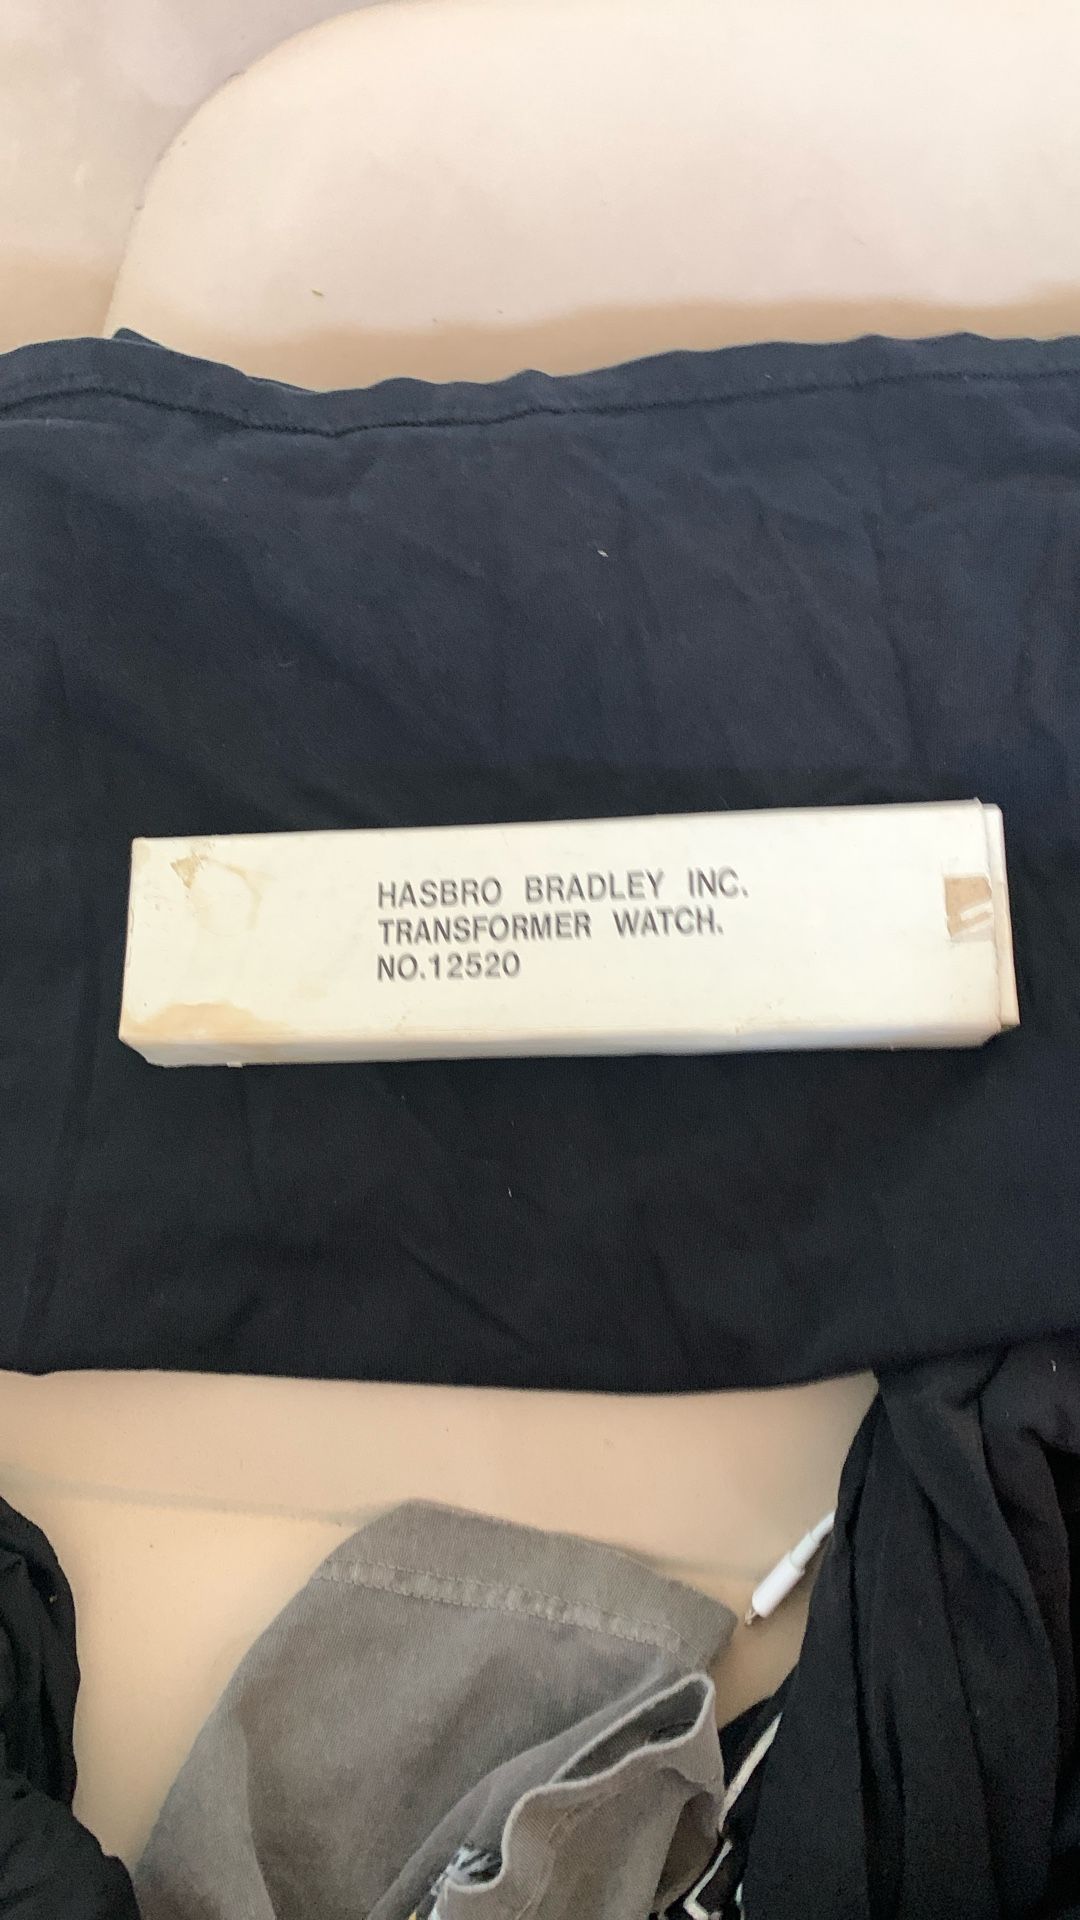 HASBRO BRADLEY INC.
TRANSFORMER WATCH.
NO.12520